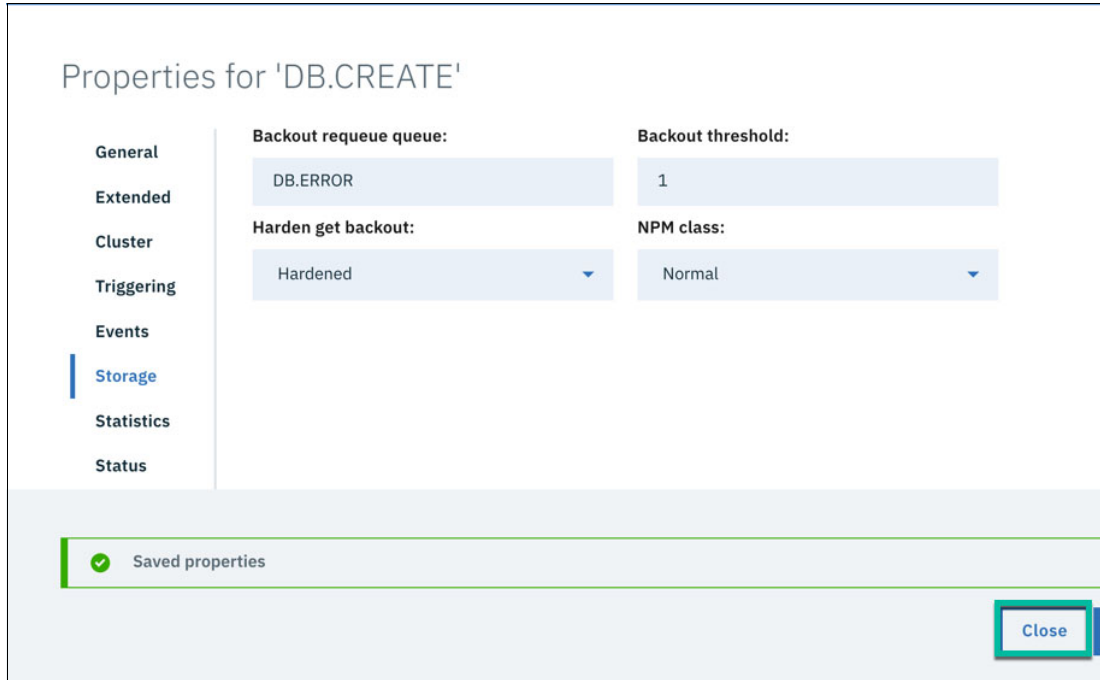 Properties for 'DB.CREATE'
General
Extended
Cluster
Triggering
Events
Storage
Statistics
Status
Backout requeue queue:
DB.ERROR
Backout threshold:
1
Harden get backout:
Hardened
NPM class:
Normal
Saved properties
Close